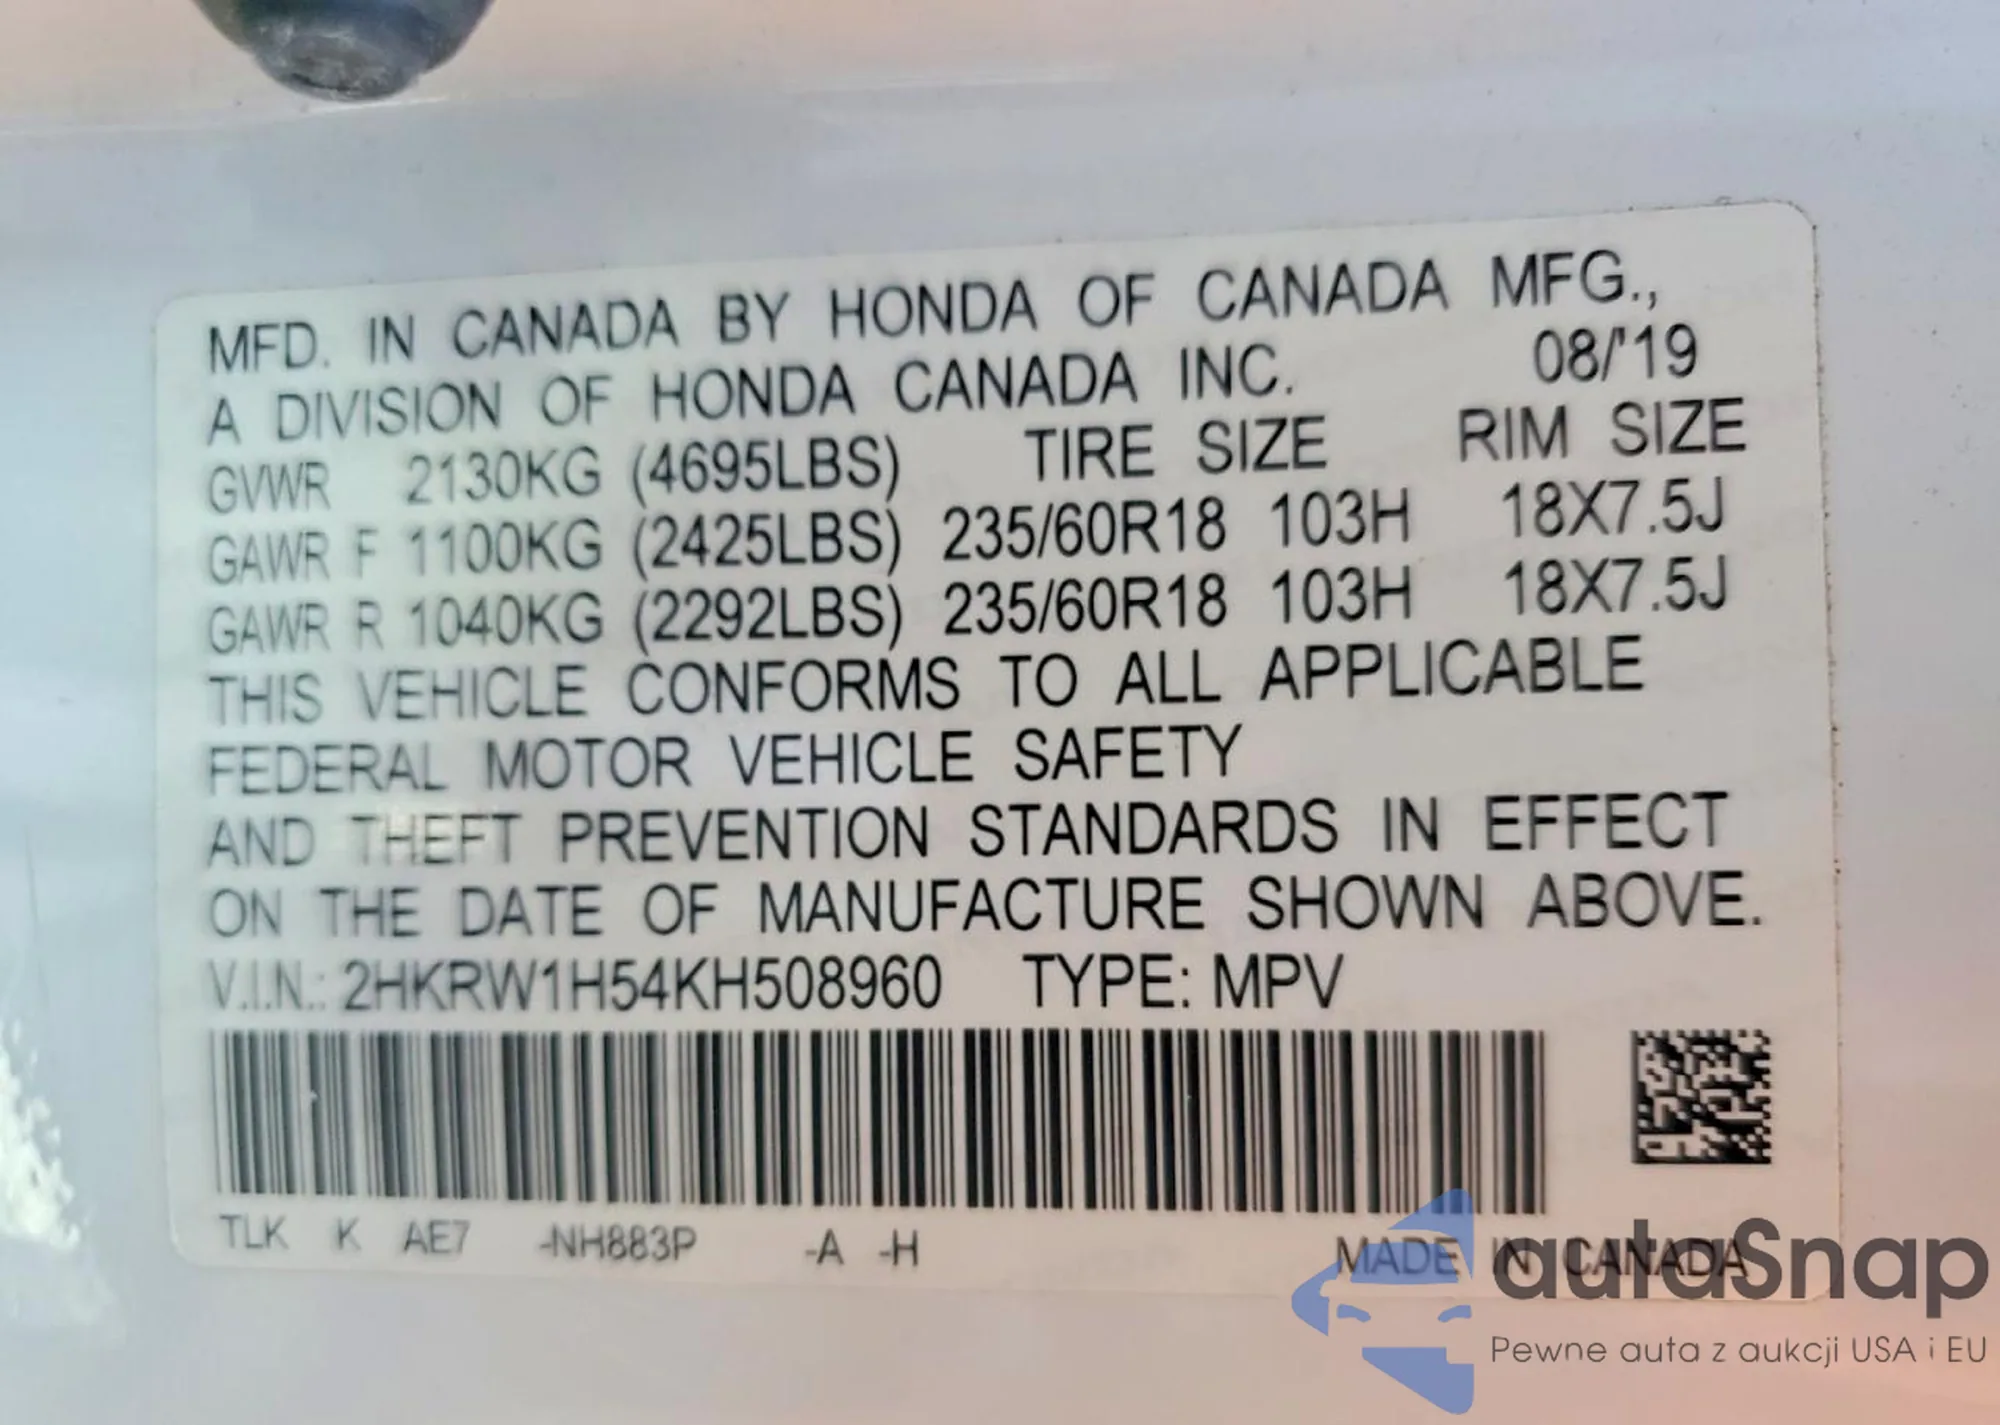 MFD. IN CANADA BY HONDA OF CANADA MFG.,
A DIVISION OF HONDA CANADA INC. 08/'19
GVWR 2130KG (4695LBS) TIRE SIZE RIM SIZE
GAWR F 1100KG (2425LBS) 235/60R18 103H 18X7.5J
GAWR R 1040KG (2292LBS) 235/60R18 103H 18X7.5J
THIS VEHICLE CONFORMS TO ALL APPLICABLE
FEDERAL MOTOR VEHICLE SAFETY
AND THEFT PREVENTION STANDARDS IN EFFECT
ON THE DATE OF MANUFACTURE SHOWN ABOVE.
V.I.N.: 2HKRW1H54KH508960 TYPE: MPV
TLK K AE7 -NH883P -A -H MADE IN CANADA
autaSnap
Pewne auta z aukcji USA i EU